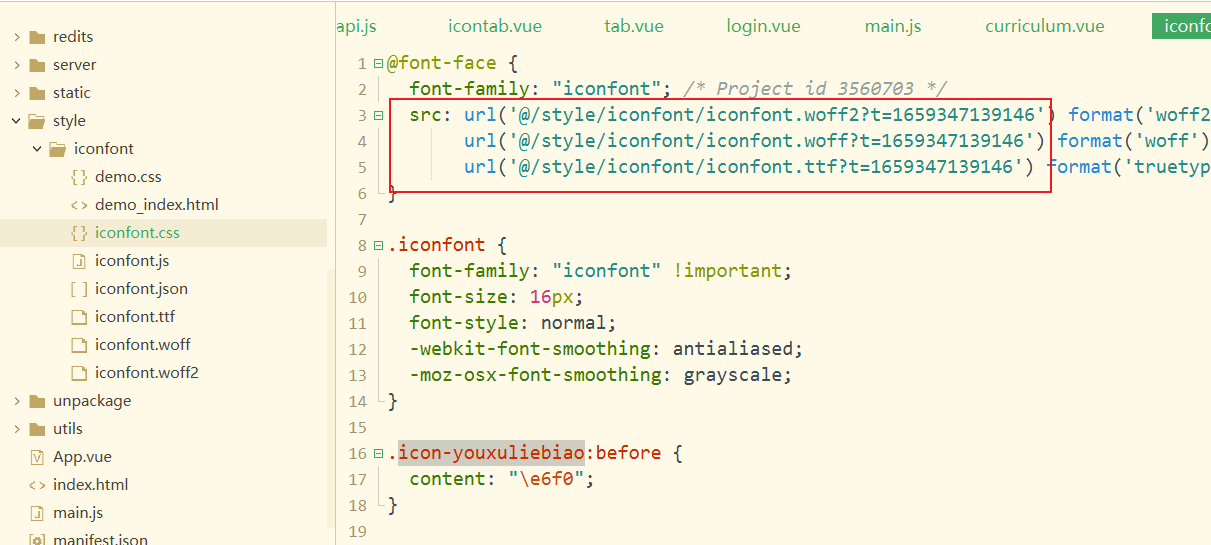 redits
server
static
style
iconfont
demo.css
demo_index.html
iconfont.css
iconfont.js
iconfont.json
iconfont.ttf
iconfont.woff
iconfont.woff2
unpackage
utils
App.vue
index.html
main.js
manifest.json
api.js icontab.vue tab.vue login.vue main.js curriculum.vue iconfo
1 @font-face {
2 font-family: "iconfont"; /* Project id 3560703 */
3 src: url('@/style/iconfont/iconfont.woff2?t=1659347139146') format('woff2
4 url('@/style/iconfont/iconfont.woff?t=1659347139146') format('woff')
5 url('@/style/iconfont/iconfont.ttf?t=1659347139146') format('truetyp
6 }
7
8 .iconfont {
9 font-family: "iconfont" !important;
10 font-size: 16px;
11 font-style: normal;
12 -webkit-font-smoothing: antialiased;
13 -moz-osx-font-smoothing: grayscale;
14 }
15
16 .icon-youxuliebiao:before {
17 content: "\e6f0";
18 }
19